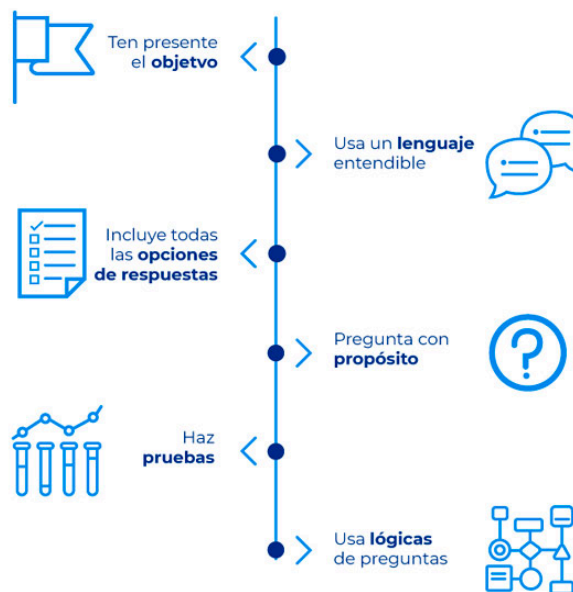 Ten presente
el objetvo
Usa un lenguaje
entendible
Incluye todas
las opciones
de respuestas
Pregunta con
propósito
Haz
pruebas
Usa lógicas
de preguntas